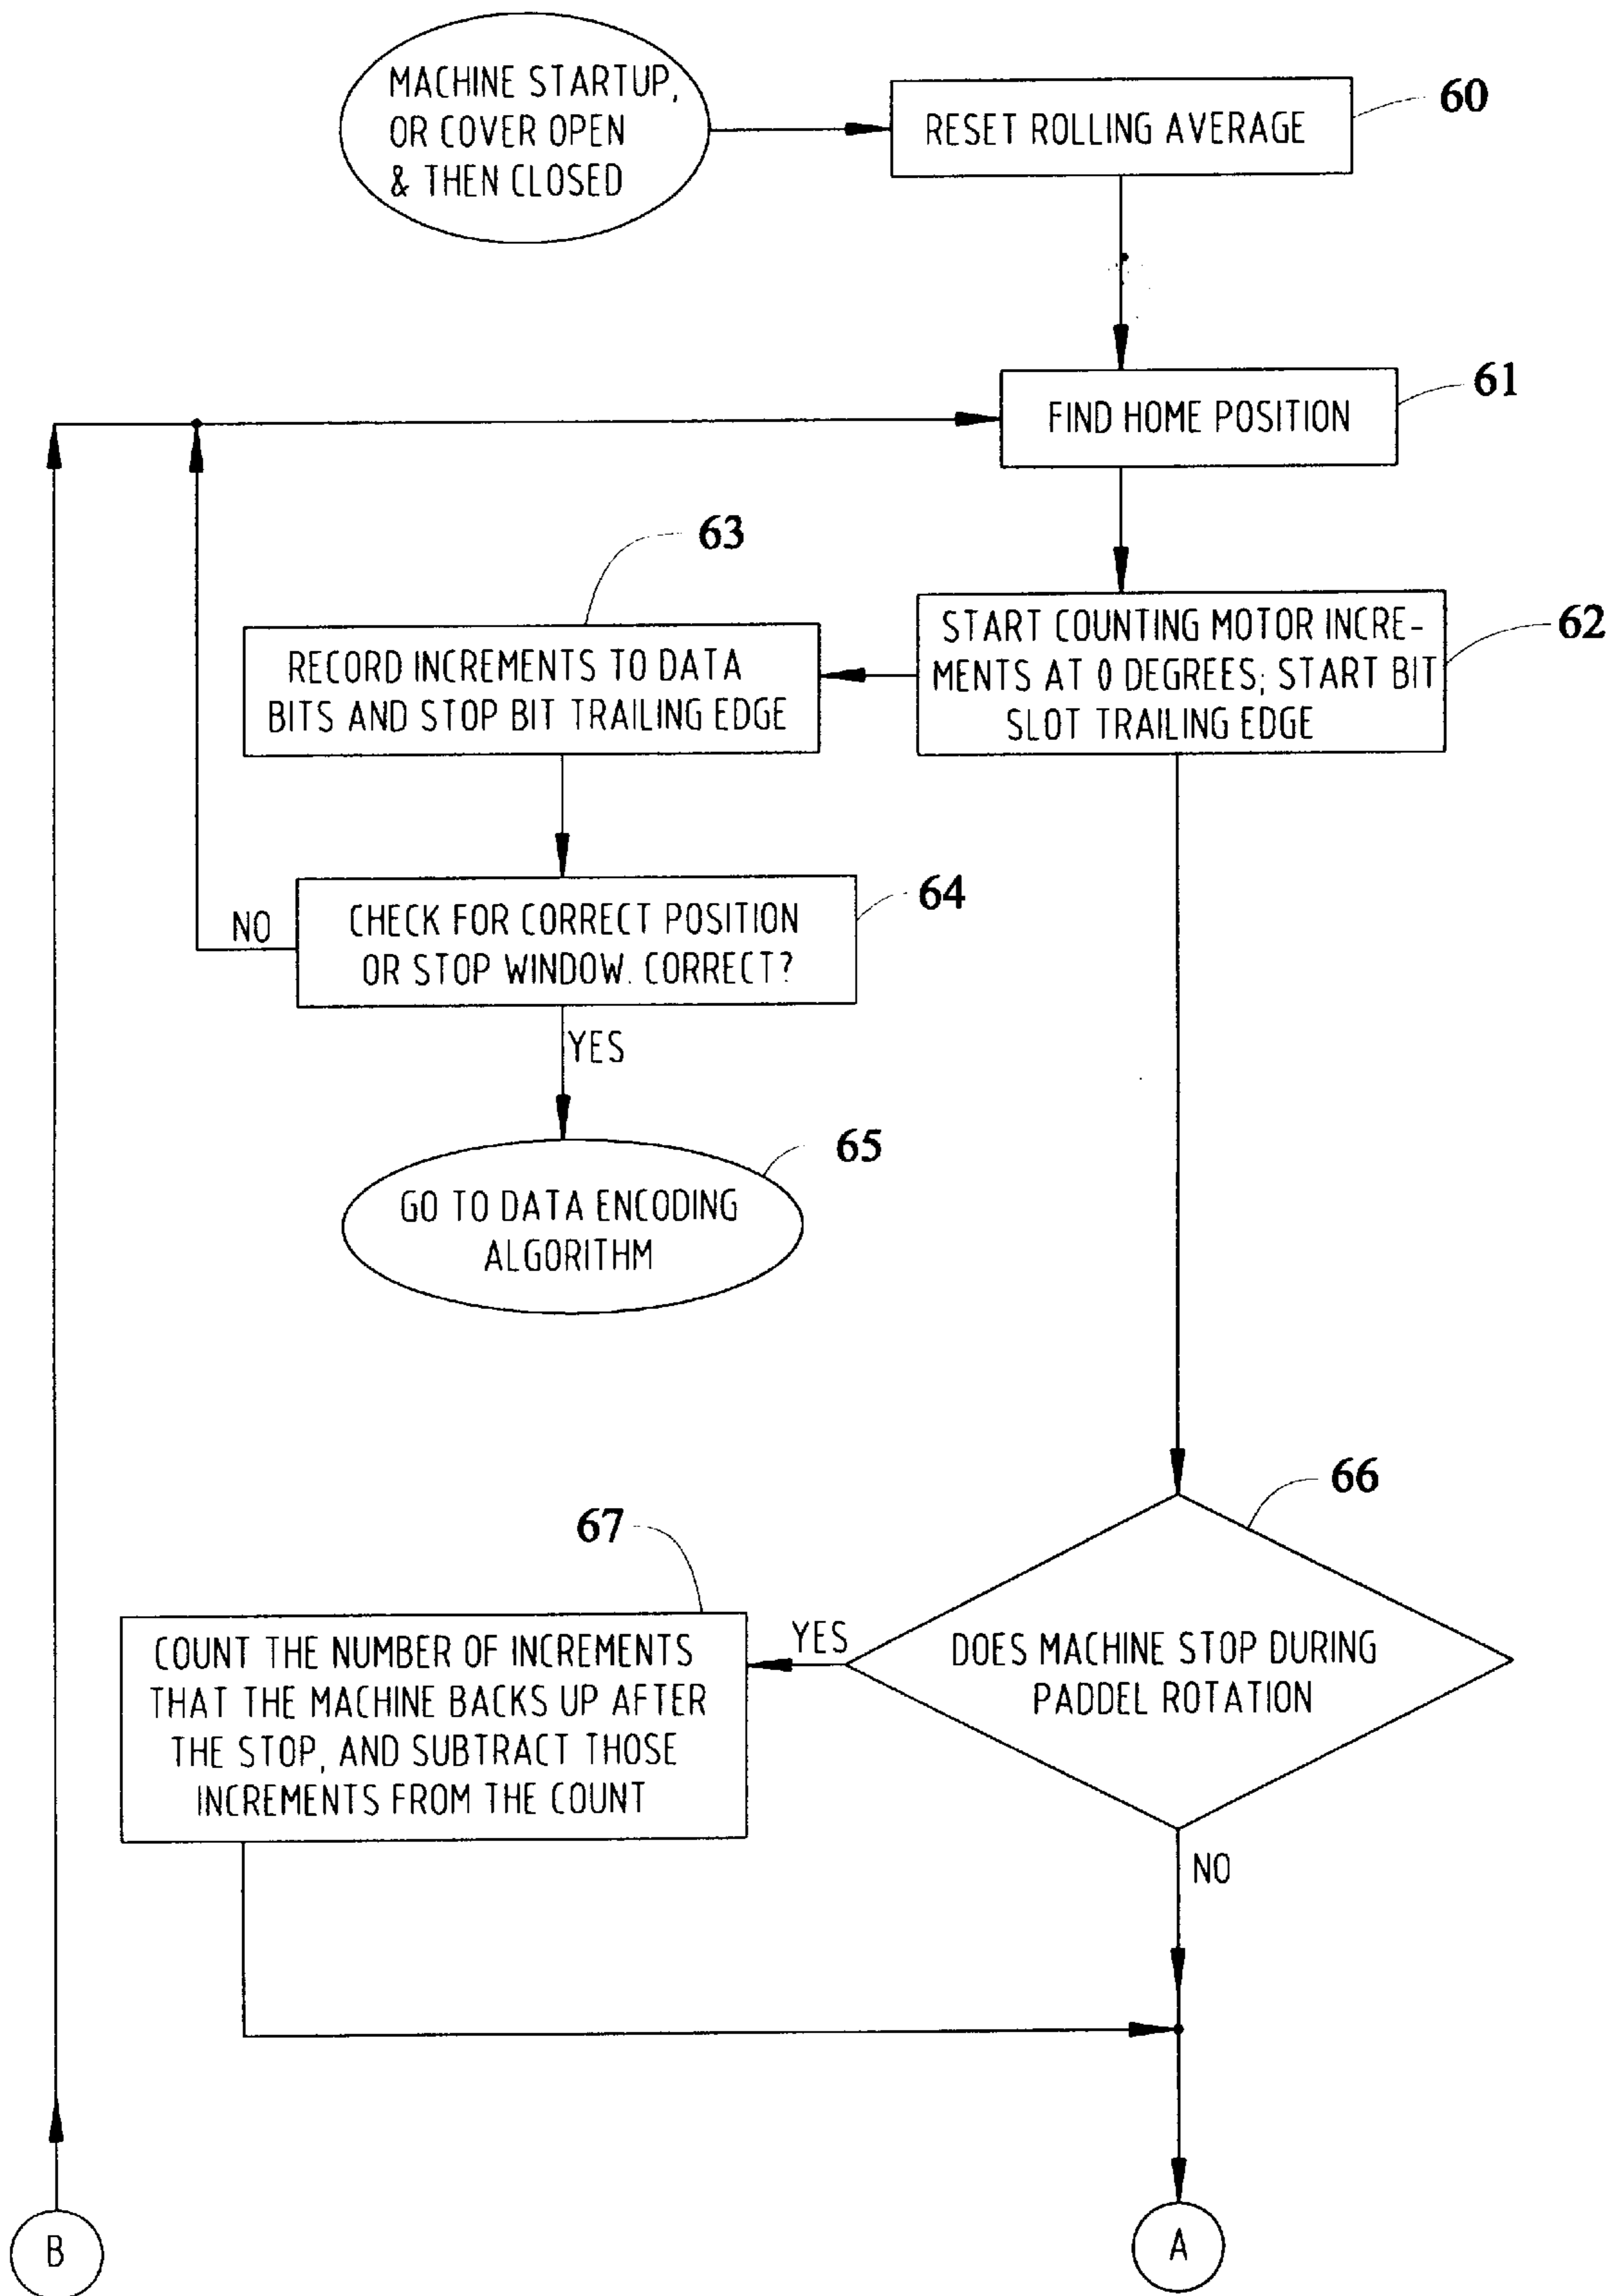 MACHINE STARTUP,
OR COVER OPEN
& THEN CLOSED
RESET ROLLING AVERAGE
60
FIND HOME POSITION
61
START COUNTING MOTOR INCRE-
MENTS AT 0 DEGREES; START BIT
SLOT TRAILING EDGE
62
63
RECORD INCREMENTS TO DATA
BITS AND STOP BIT TRAILING EDGE
64
CHECK FOR CORRECT POSITION
OR STOP WINDOW. CORRECT?
NO
YES
65
GO TO DATA ENCODING
ALGORITHM
66
DOES MACHINE STOP DURING
PADDEL ROTATION
YES
67
COUNT THE NUMBER OF INCREMENTS
THAT THE MACHINE BACKS UP AFTER
THE STOP, AND SUBTRACT THOSE
INCREMENTS FROM THE COUNT
NO
B
A